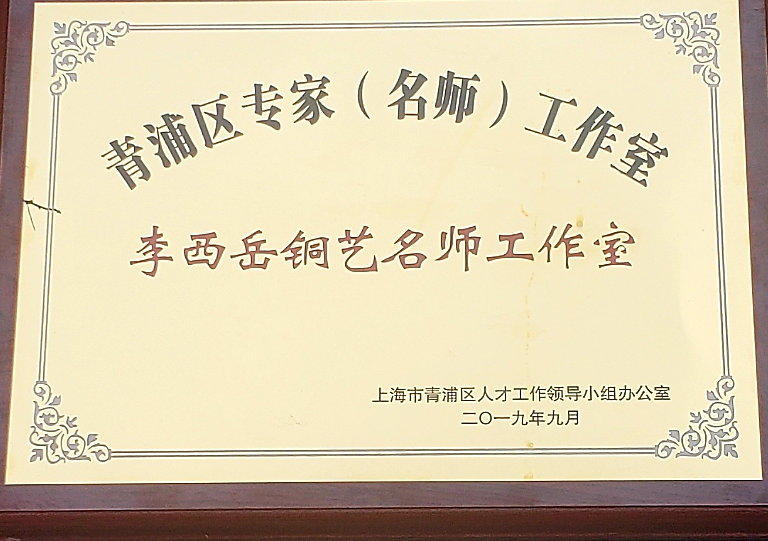 青浦区专家（名师）工作室
李西岳铜艺名师工作室
上海市青浦区人才工作领导小组办公室
二〇一九年九月